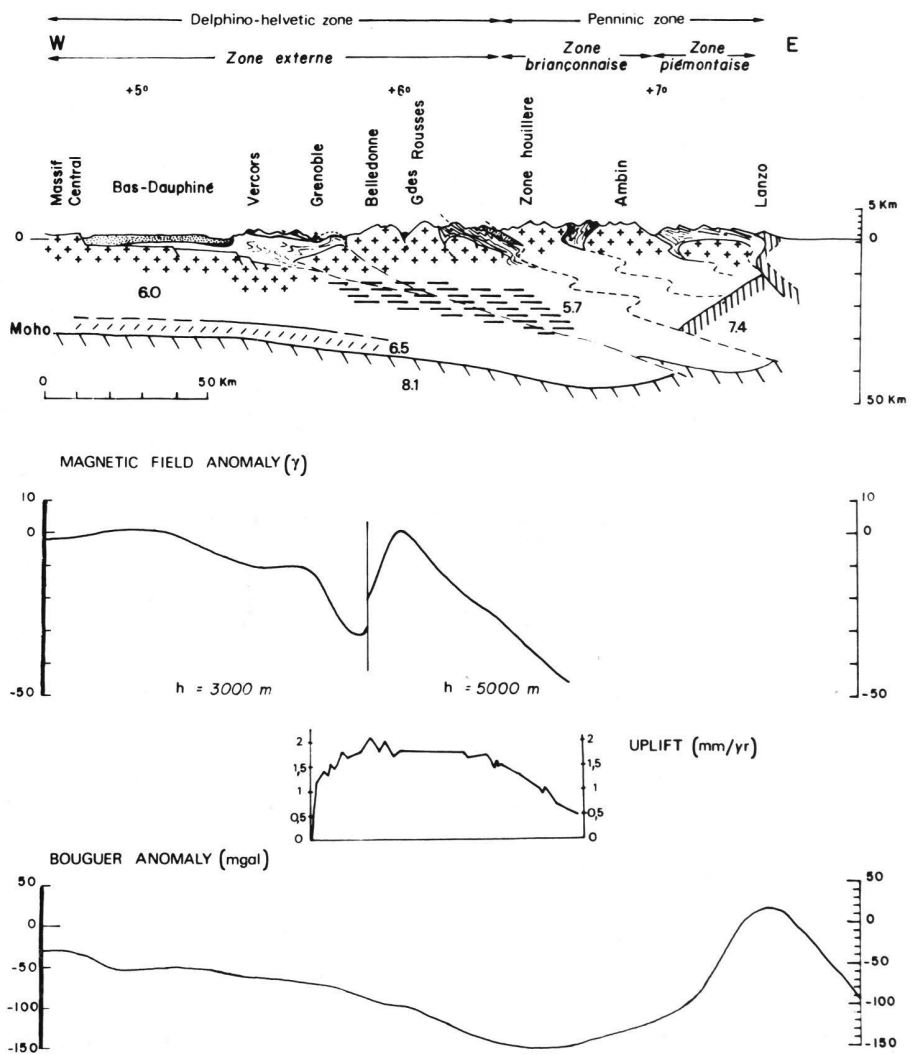 Delphino-helvetic zone
Penninic zone
W
E
Zone externe
Zone briançonnaise
Zone piémontaise
+5°
+6°
+7°
Massif Central
Bas-Dauphiné
Vercors
Grenoble
Belledonne
Gdes Rousses
Zone houillere
Ambin
Lanzo
5 Km
0
0
6.0
5.7
7.4
Moho
6.5
8.1
0
50 Km
50 Km
MAGNETIC FIELD ANOMALY (γ)
10
10
0
0
-50
-50
h = 3000 m
h = 5000 m
UPLIFT (mm/yr)
2
2
1,5
1,5
1
1
0,5
0,5
0
0
BOUGUER ANOMALY (mgal)
50
50
0
0
-50
-50
-100
-100
-150
-150